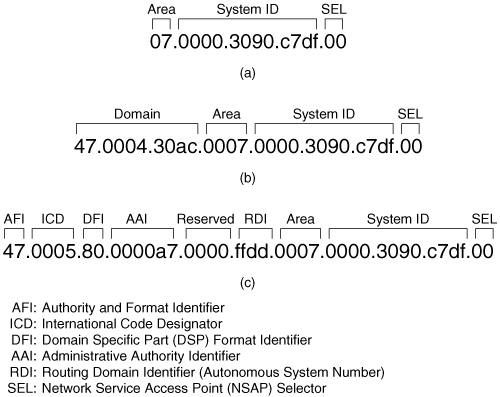 Area System ID SEL
07.0000.3090.c7df.00
(a)
Domain Area System ID SEL
47.0004.30ac.0007.0000.3090.c7df.00
(b)
AFI ICD DFI AAI Reserved RDI Area System ID SEL
47.0005.80.0000a7.0000.ffdd.0007.0000.3090.c7df.00
(c)
AFI: Authority and Format Identifier
ICD: International Code Designator
DFI: Domain Specific Part (DSP) Format Identifier
AAI: Administrative Authority Identifier
RDI: Routing Domain Identifier (Autonomous System Number)
SEL: Network Service Access Point (NSAP) Selector